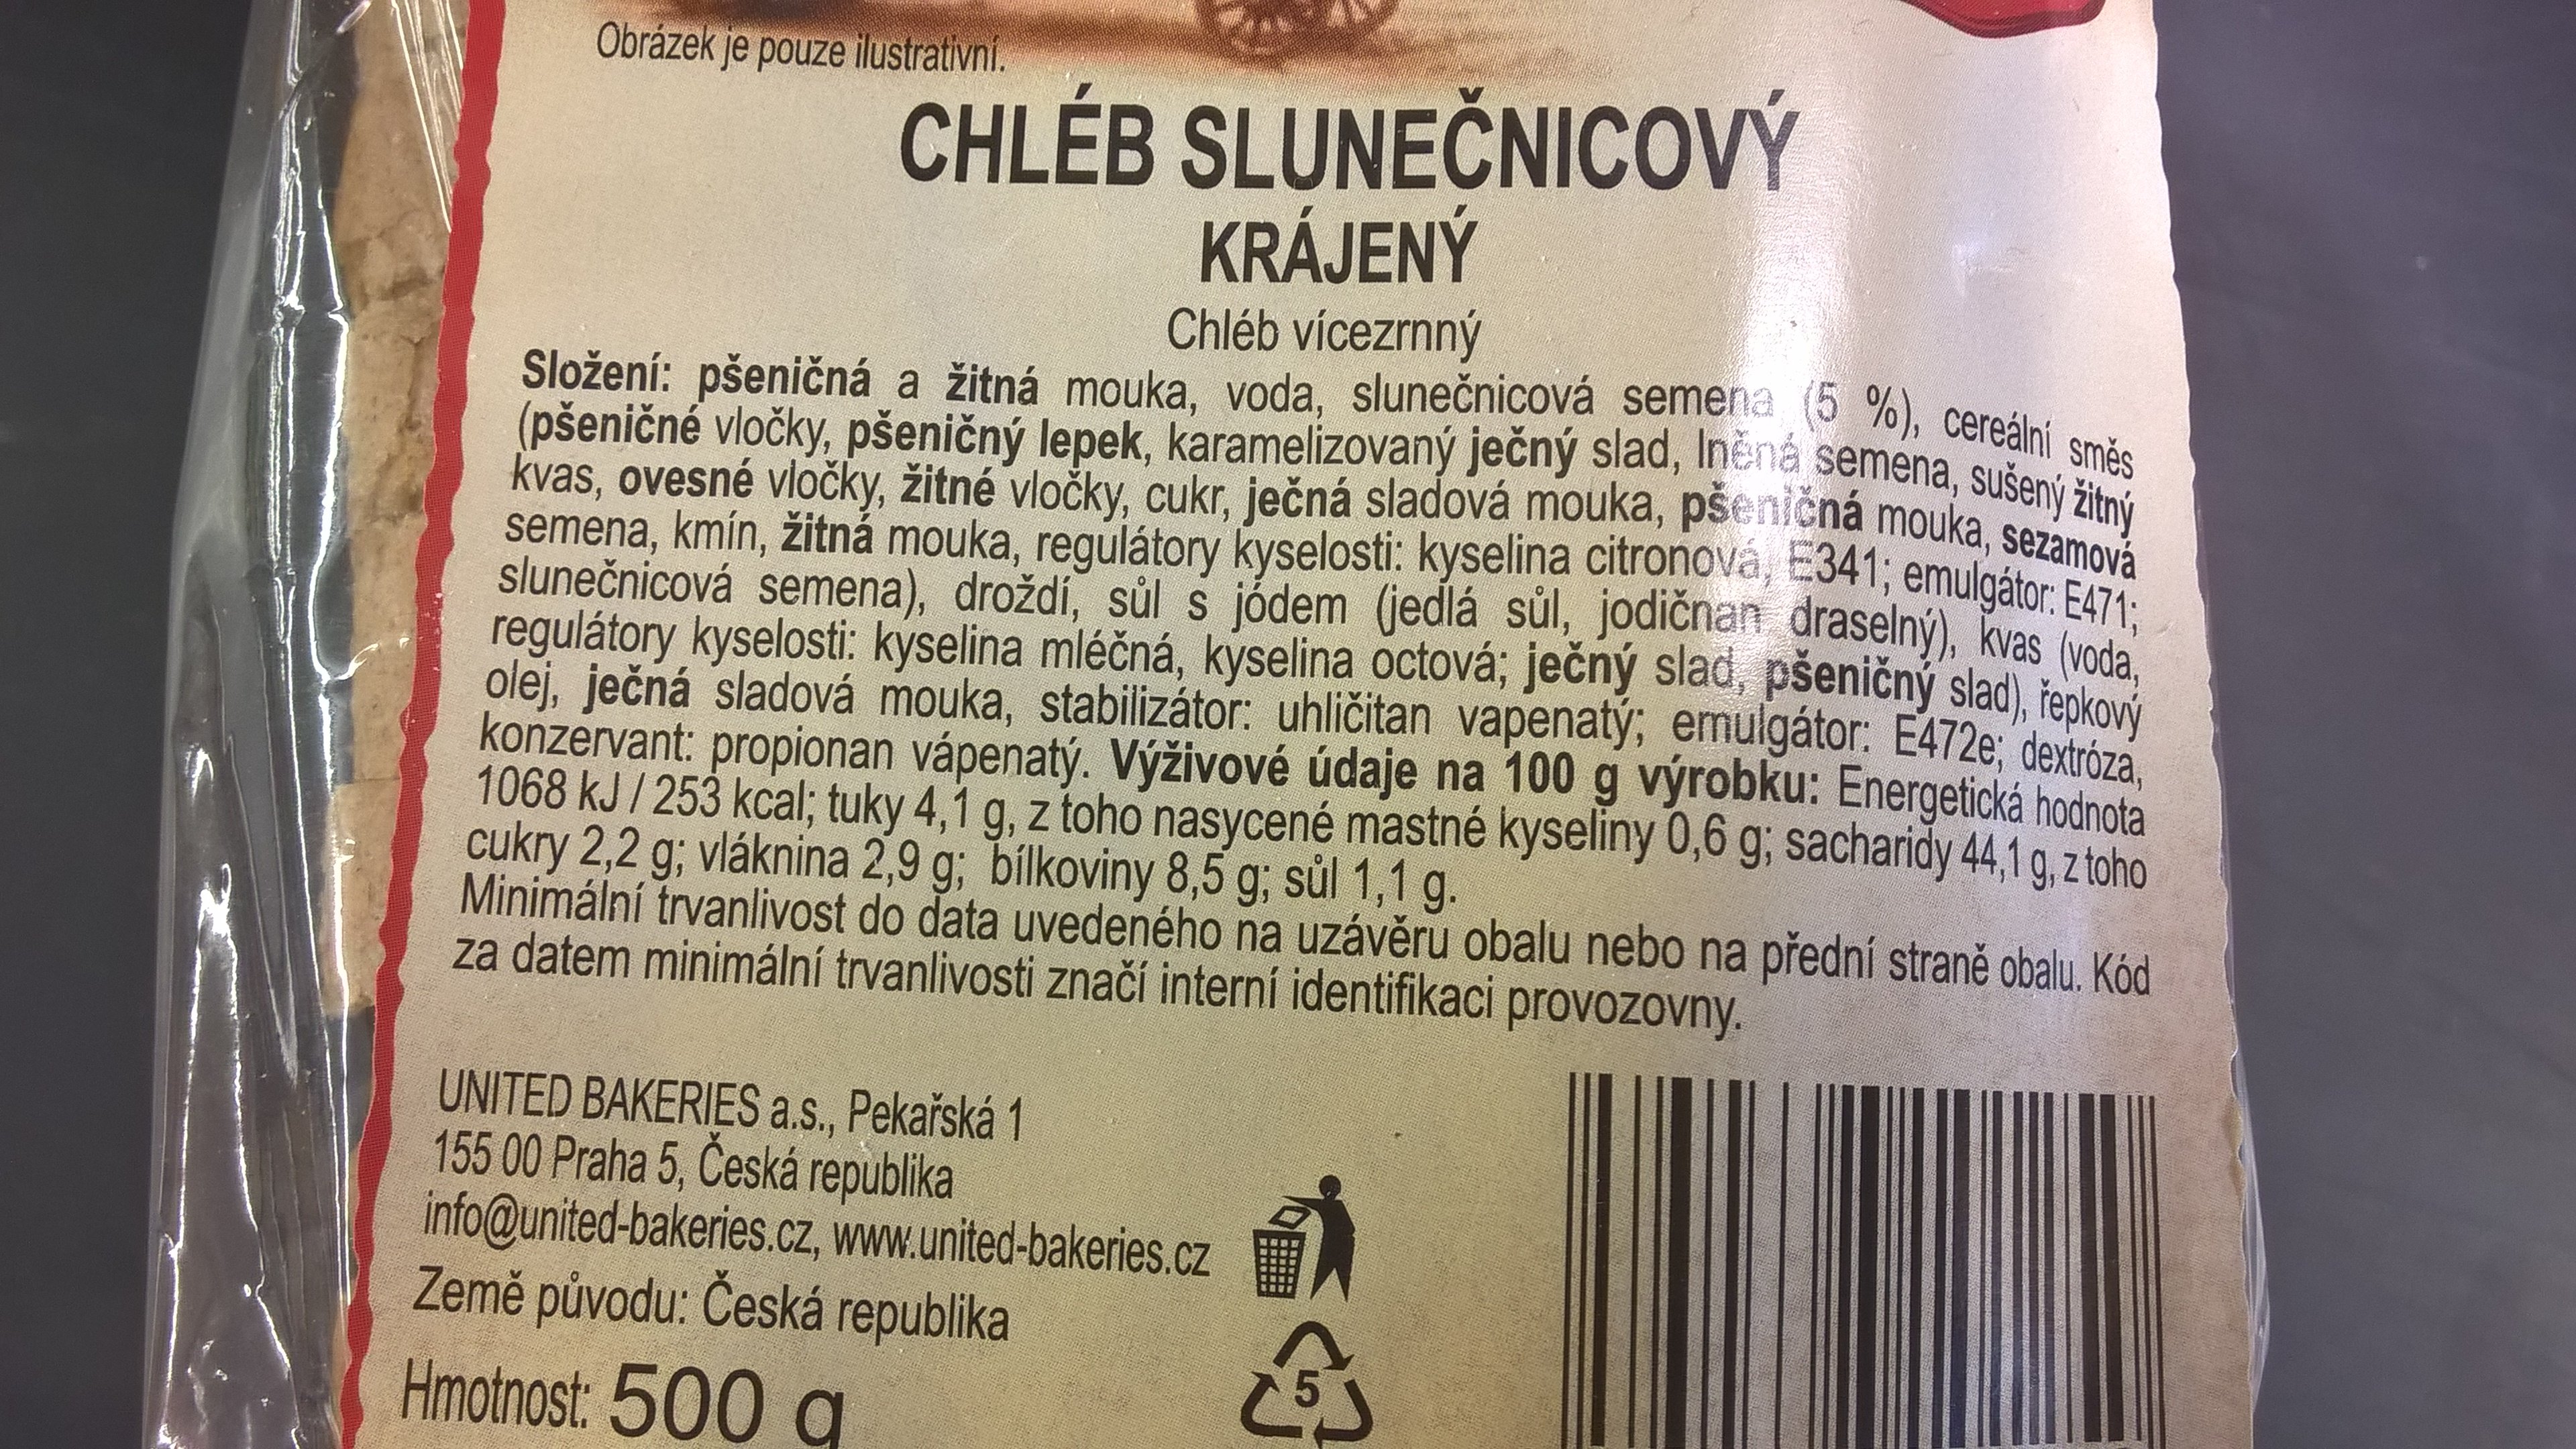 Obrázek je pouze ilustrativní.
CHLÉB SLUNEČNICOVÝ
KRÁJENÝ
Chléb vícezrnný
Složení: pšeničná a žitná mouka, voda, slunečnicová semena (5 %), cereální směs
(pšeničné vločky, pšeničný lepek, karamelizovaný ječný slad, lněná semena, sušený žitný
kvas, ovesné vločky, žitné vločky, cukr, ječná sladová mouka, pšeničná mouka, sezamová
semena, kmín, žitná mouka, regulátory kyselosti: kyselina citronová, E341; emulgátor: E471;
slunečnicová semena), droždí, sůl s jódem (jedlá sůl, jodičnan draselný), kvas (voda,
regulátory kyselosti: kyselina mléčná, kyselina octová; ječný slad, pšeničný slad), řepkový
olej, ječná sladová mouka, stabilizátor: uhličitan vapenatý; emulgátor: E472e; dextróza,
konzervant: propionan vápenatý. Výživové údaje na 100 g výrobku: Energetická hodnota
1068 kJ / 253 kcal; tuky 4,1 g, z toho nasycené mastné kyseliny 0,6 g; sacharidy 44,1 g, z toho
cukry 2,2 g; vláknina 2,9 g; bílkoviny 8,5 g; sůl 1,1 g.
Minimální trvanlivost do data uvedeného na uzávěru obalu nebo na přední straně obalu. Kód
za datem minimální trvanlivosti značí interní identifikaci provozovny.
UNITED BAKERIES a.s., Pekařská 1
155 00 Praha 5, Česká republika
info@united-bakeries.cz, www.united-bakeries.cz
Země původu: Česká republika
Hmotnost: 500 g
5